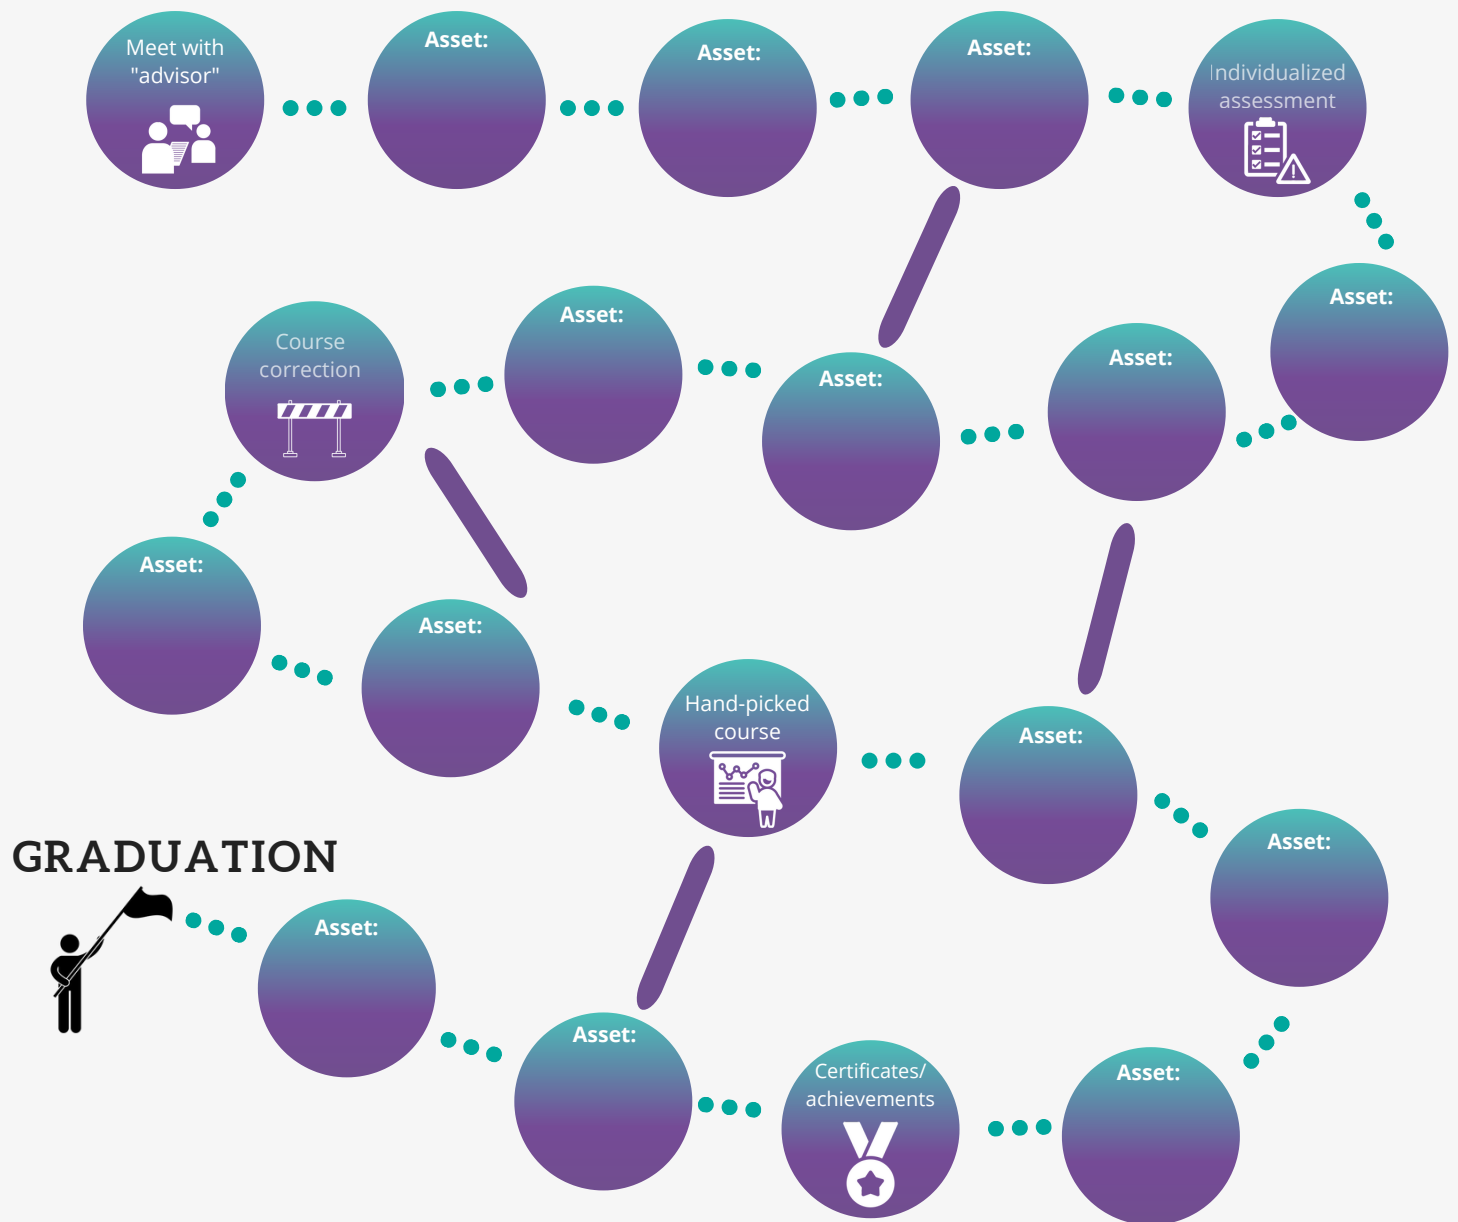 Meet with
"advisor"
Asset:
Asset:
Asset:
Individualized
assessment
Asset:
Asset:
Asset:
Asset:
Course
correction
Asset:
Asset:
Hand-picked
course
Asset:
Asset:
Asset:
Certificates/
achievements
Asset:
Asset:
GRADUATION